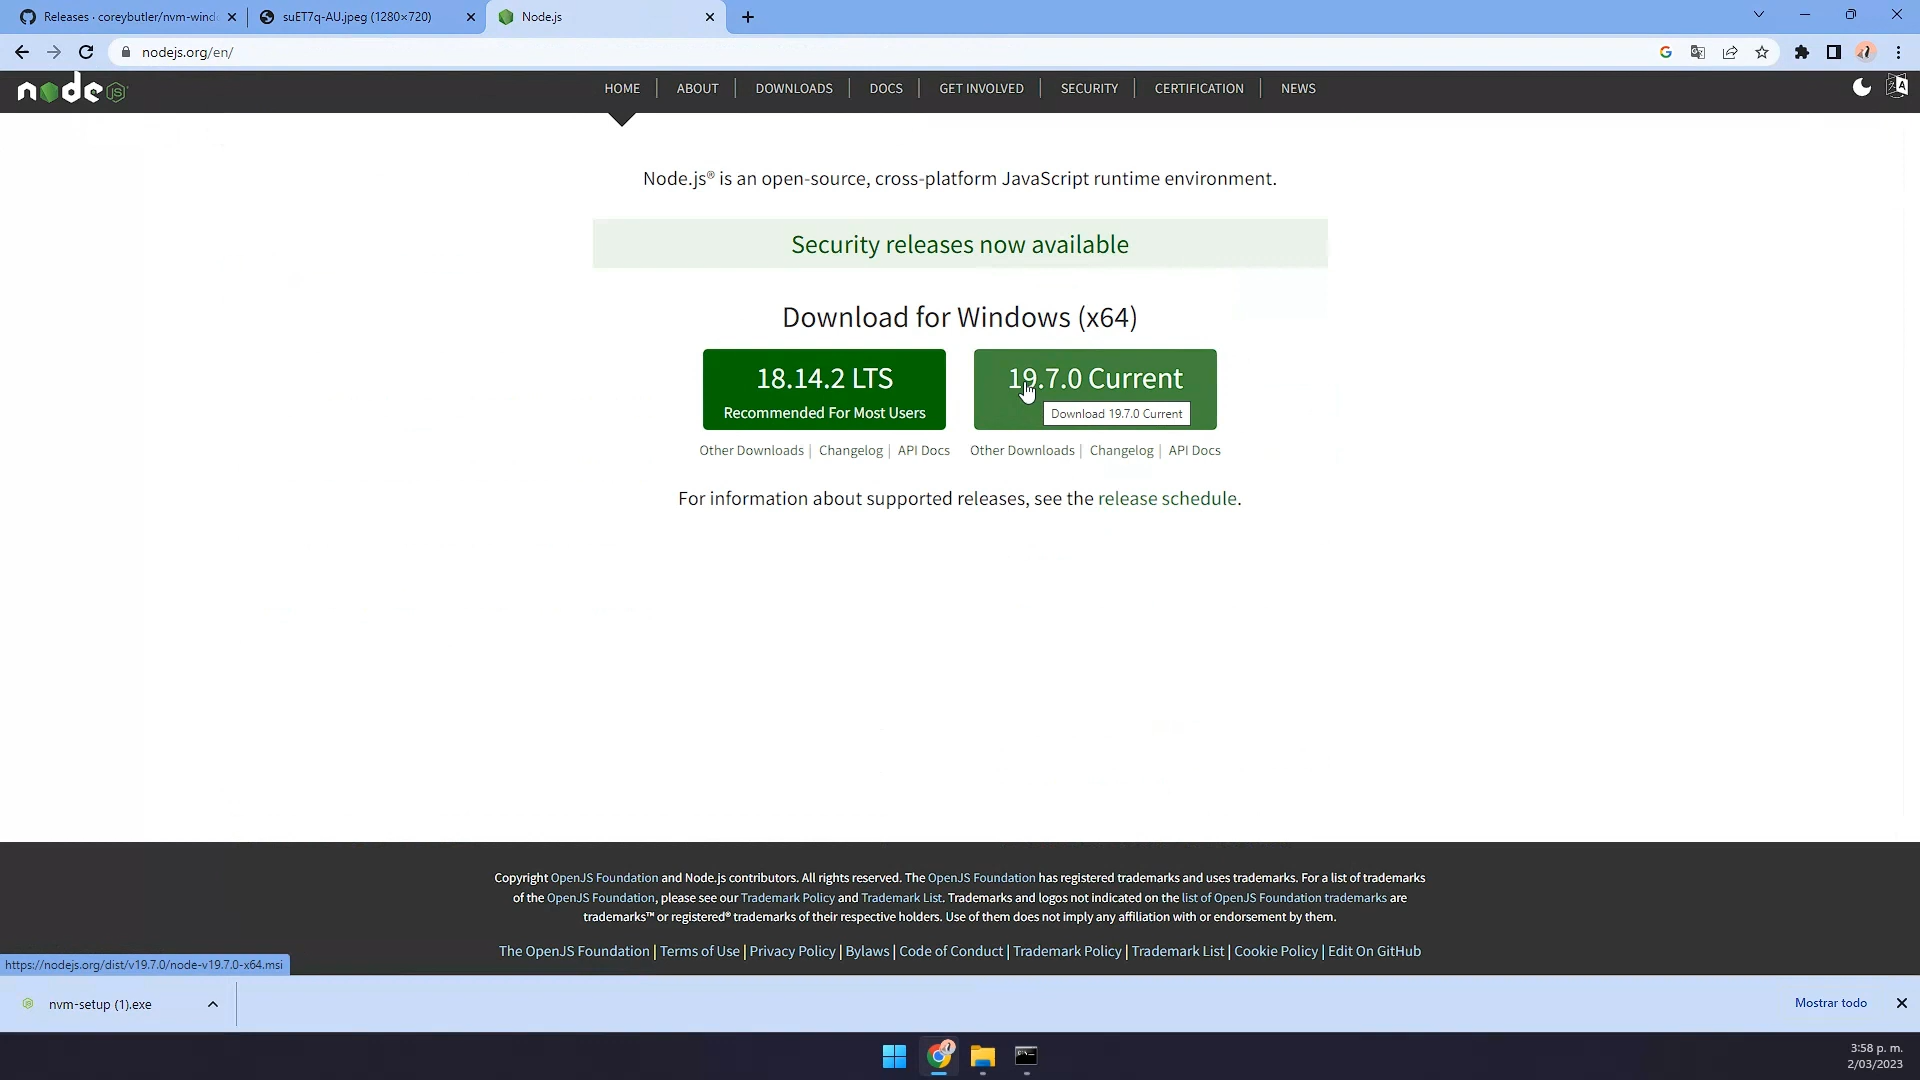 Releases · coreybutler/nvm-wind
suET7q-AU.jpeg (1280×720)
Node.js
nodejs.org/en/
node JS
HOME
ABOUT
DOWNLOADS
DOCS
GET INVOLVED
SECURITY
CERTIFICATION
NEWS
Node.js® is an open-source, cross-platform JavaScript runtime environment.
Security releases now available
Download for Windows (x64)
18.14.2 LTS
Recommended For Most Users
19.7.0 Current
Download 19.7.0 Current
Other Downloads | Changelog | API Docs
Other Downloads | Changelog | API Docs
For information about supported releases, see the release schedule.
Copyright OpenJS Foundation and Node.js contributors. All rights reserved. The OpenJS Foundation has registered trademarks and uses trademarks. For a list of trademarks
of the OpenJS Foundation, please see our Trademark Policy and Trademark List. Trademarks and logos not indicated on the list of OpenJS Foundation trademarks are
trademarks™ or registered® trademarks of their respective holders. Use of them does not imply any affiliation with or endorsement by them.
The OpenJS Foundation | Terms of Use | Privacy Policy | Bylaws | Code of Conduct | Trademark Policy | Trademark List | Cookie Policy | Edit On GitHub
https://nodejs.org/dist/v19.7.0/node-v19.7.0-x64.msi
nvm-setup (1).exe
Mostrar todo
3:58 p. m.
2/03/2023